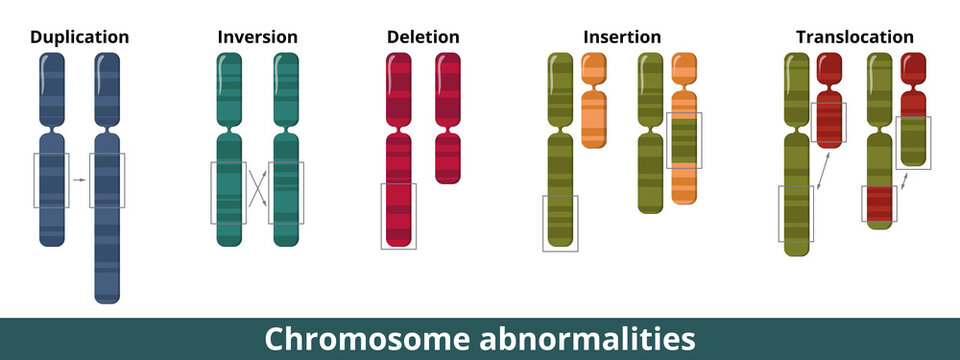 Duplication
Inversion
Deletion
Insertion
Translocation
Chromosome abnormalities